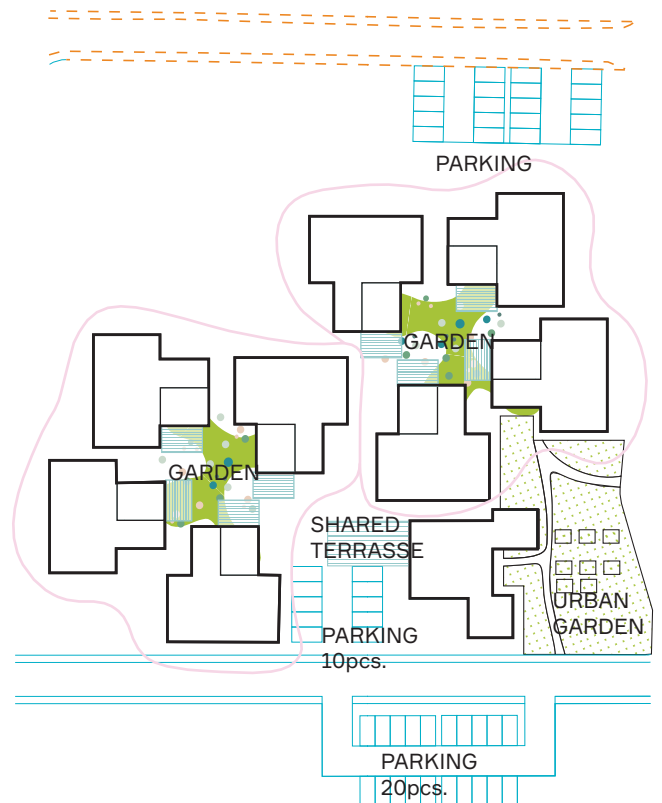 PARKING
GARDEN
GARDEN
SHARED
TERRASSE
URBAN
GARDEN
PARKING
10pcs.
PARKING
20pcs.